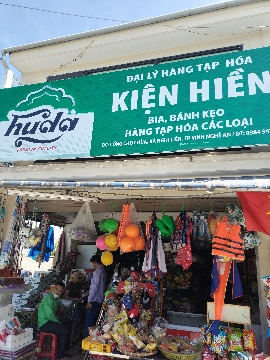 ĐẠI LÝ HÀNG TẠP HÓA
KIỆN HIỀN
huda
BIA, BÁNH KẸO
HÀNG TẠP HÓA CÁC LOẠI